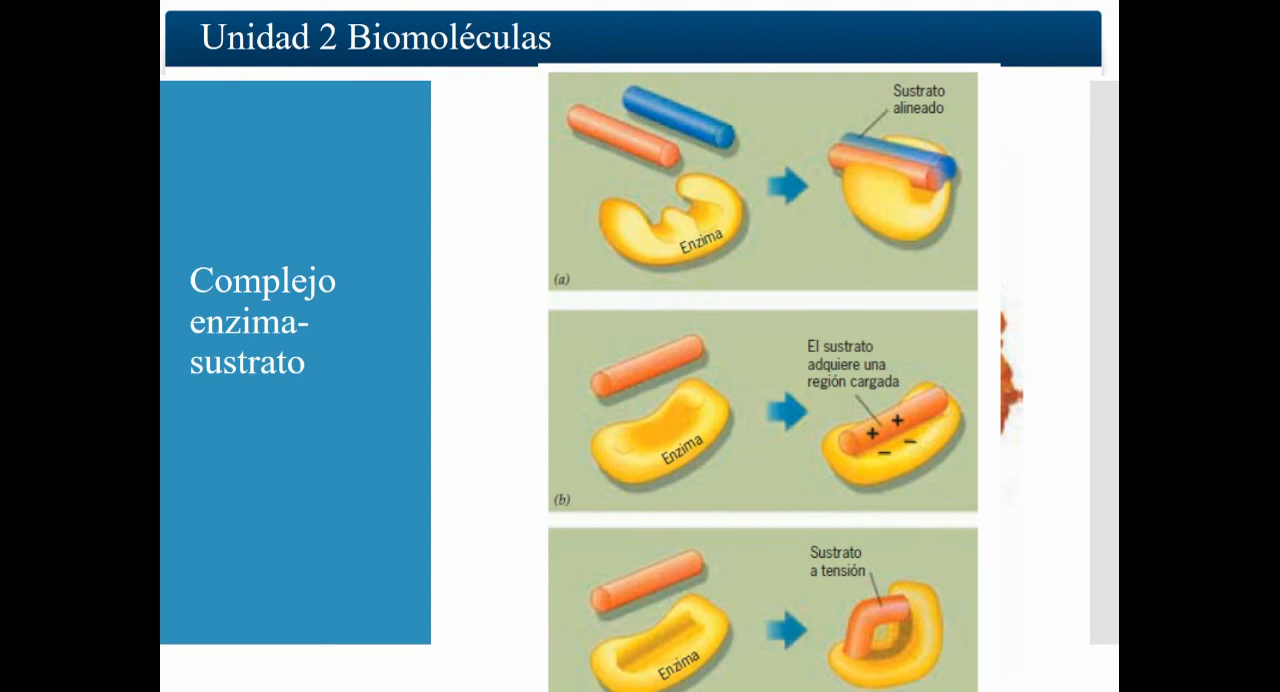 Unidad 2 Biomoléculas
Complejo
enzima-
sustrato
Sustrato
alineado
Enzima
(a)
El sustrato
adquiere una
región cargada
+ +
– –
Enzima
(b)
Sustrato
a tensión
Enzima